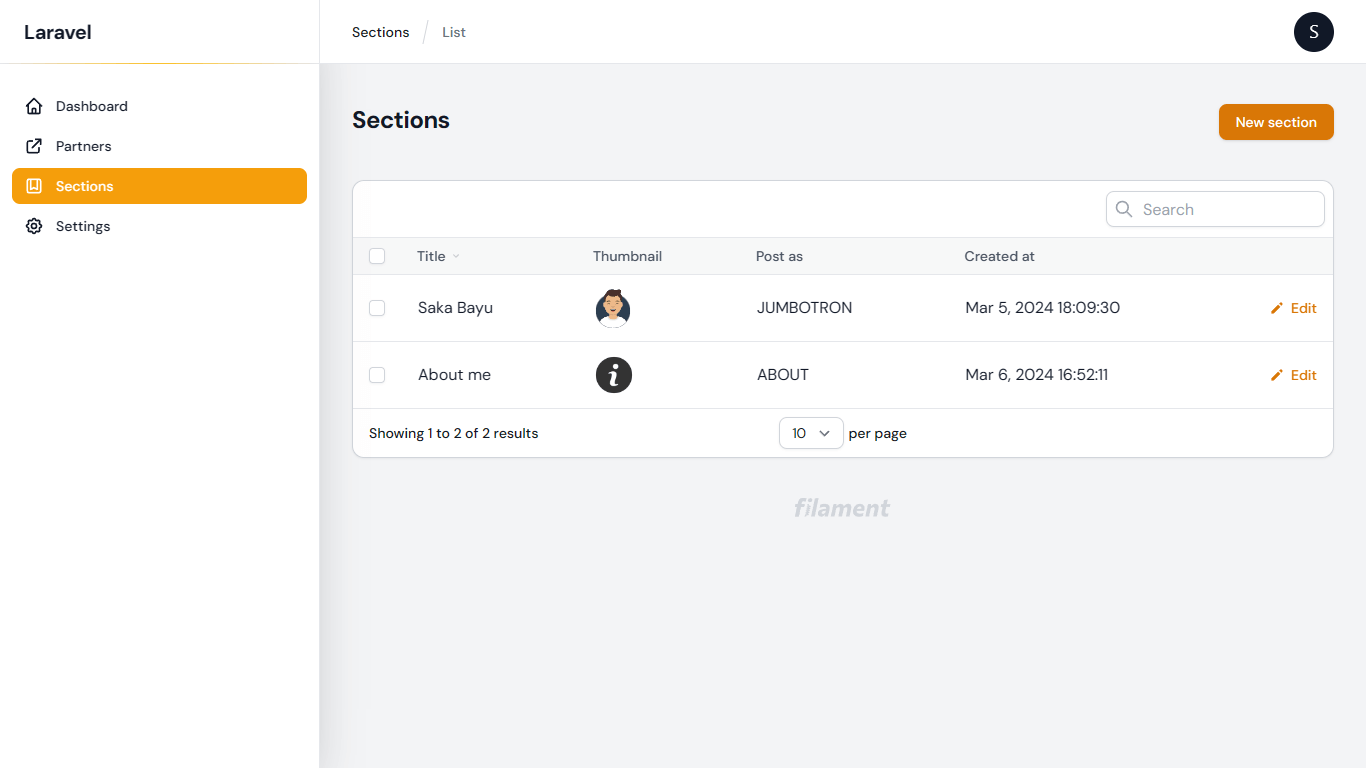 Laravel
Sections / List
S
Dashboard
Partners
Sections
Settings
Sections
New section
Search
Title Thumbnail Post as Created at
Saka Bayu JUMBOTRON Mar 5, 2024 18:09:30 Edit
About me i ABOUT Mar 6, 2024 16:52:11 Edit
Showing 1 to 2 of 2 results 10 per page
filament